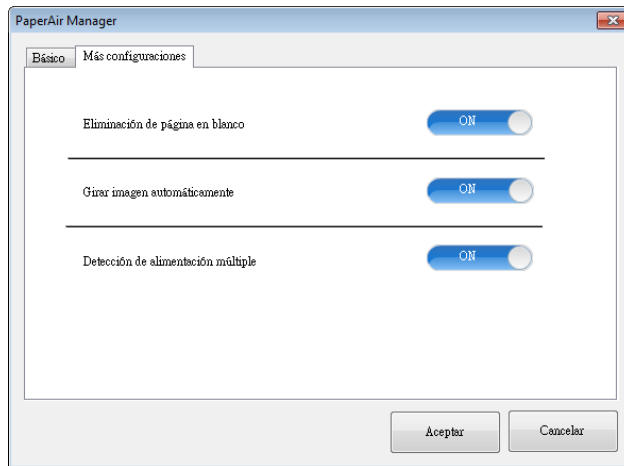 PaperAir Manager
Básico
Más configuraciones
Eliminación de página en blanco
ON
Girar imagen automáticamente
ON
Detección de alimentación múltiple
ON
Aceptar
Cancelar